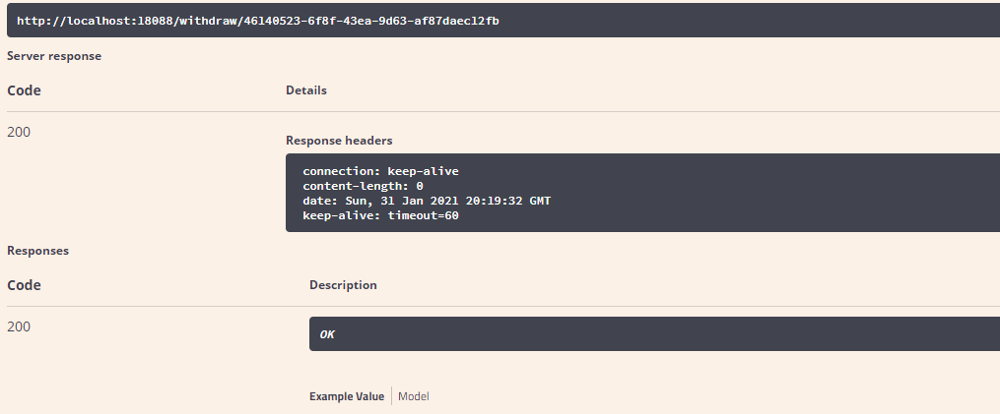 http://localhost:18088/withdraw/46140523-6f8f-43ea-9d63-af87daec12fb
Server response
Code Details
200
Response headers
connection: keep-alive
content-length: 0
date: Sun, 31 Jan 2021 20:19:32 GMT
keep-alive: timeout=60
Responses
Code Description
200
OK
Example Value Model